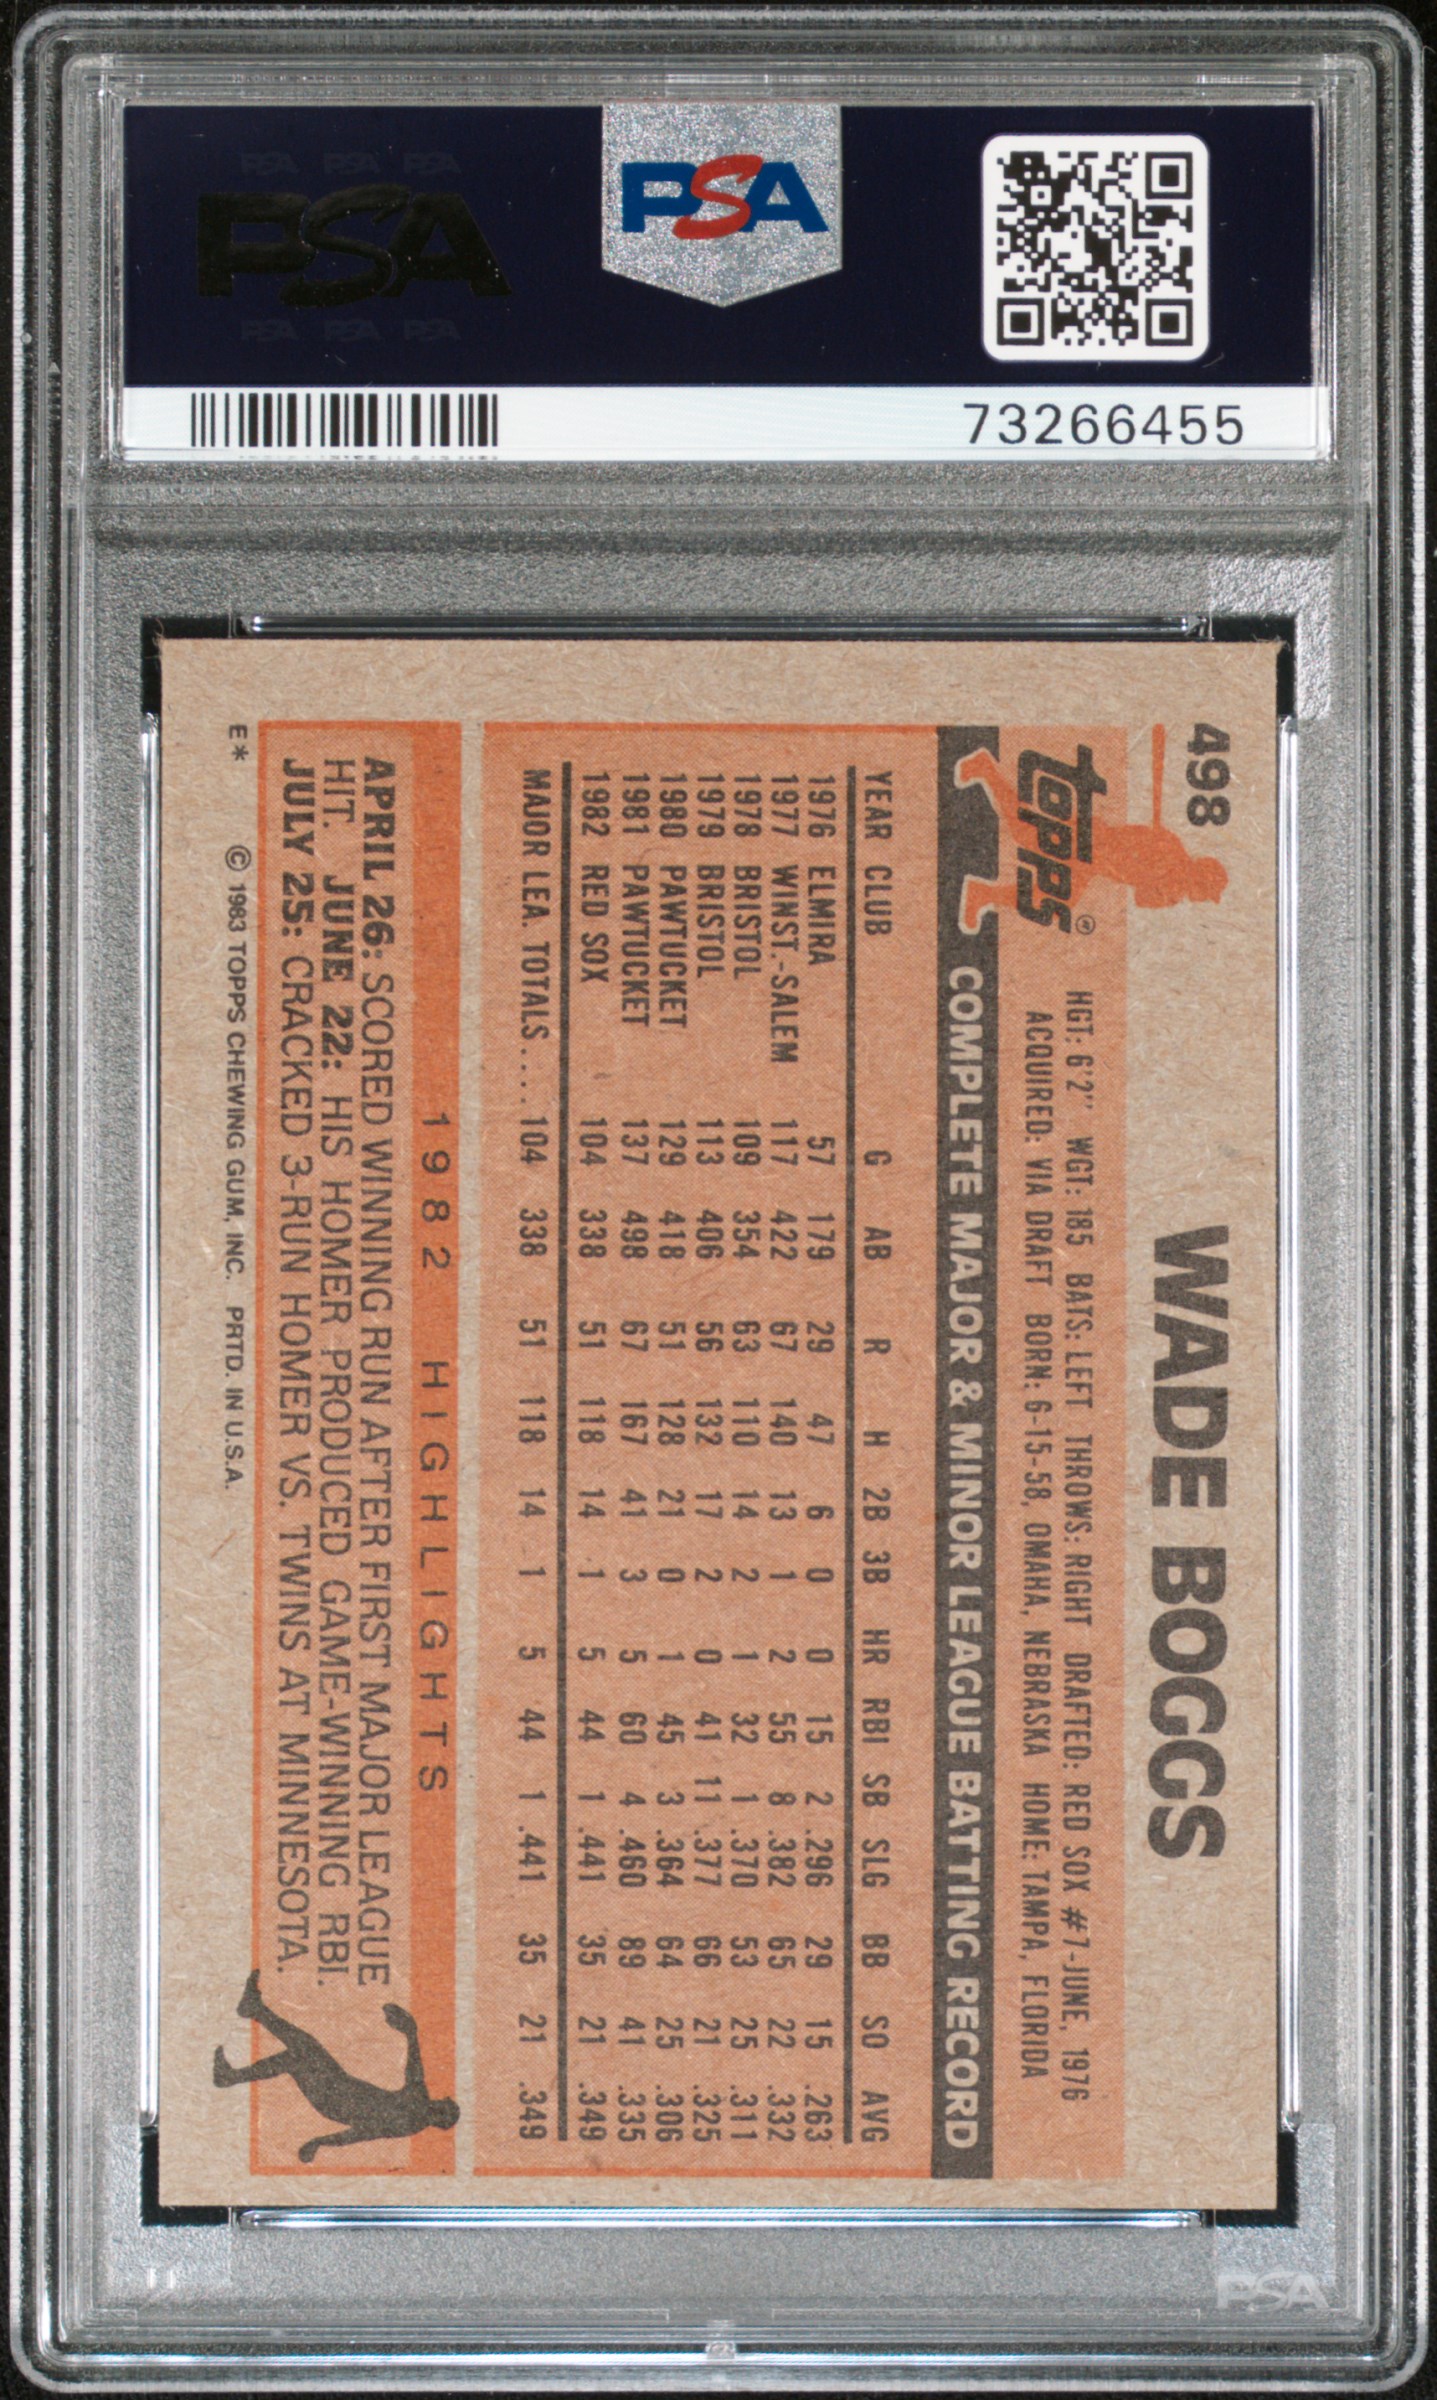 PSA PSA PSA
PSA
PSA PSA PSA
PSA
73266455
498
WADE BOGGS
Topps®
HGT: 6'2" WGT: 185 BATS: LEFT THROWS: RIGHT DRAFTED: RED SOX #7-JUNE, 1976
ACQUIRED: VIA DRAFT BORN: 6-15-58, OMAHA, NEBRASKA HOME: TAMPA, FLORIDA
COMPLETE MAJOR & MINOR LEAGUE BATTING RECORD
YEAR CLUB G AB R H 2B 3B HR RBI SB SLG BB SO AVG
1976 ELMIRA 57 179 29 47 6 0 0 15 2 .296 29 15 .263
1977 WINST.-SALEM 117 422 67 140 13 1 2 55 8 .382 65 22 .332
1978 BRISTOL 109 354 63 110 14 2 1 32 1 .370 53 25 .311
1979 BRISTOL 113 406 56 132 17 2 0 41 11 .377 66 21 .325
1980 PAWTUCKET 129 418 51 128 21 0 1 45 3 .364 64 25 .306
1981 PAWTUCKET 137 498 67 167 41 3 5 60 4 .460 89 41 .335
1982 RED SOX 104 338 51 118 14 1 5 44 1 .441 35 21 .349
MAJOR LEA. TOTALS.... 104 338 51 118 14 1 5 44 1 .441 35 21 .349
1982 HIGHLIGHTS
APRIL 26: SCORED WINNING RUN AFTER FIRST MAJOR LEAGUE
HIT. JUNE 22: HIS HOMER PRODUCED GAME-WINNING RBI.
JULY 25: CRACKED 3-RUN HOMER VS. TWINS AT MINNESOTA.
E* © 1983 TOPPS CHEWING GUM, INC. PRTD. IN U.S.A.
PSA